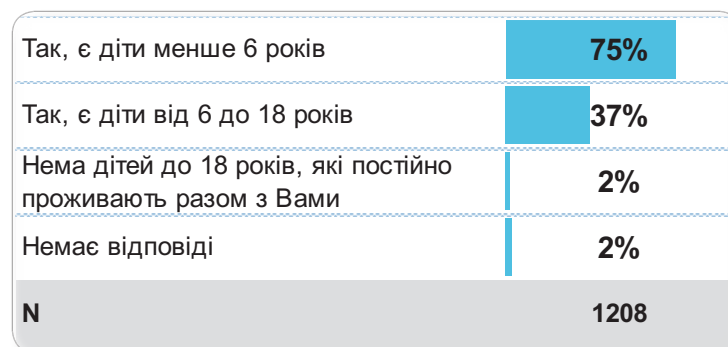 Так, є діти менше 6 років 75%
Так, є діти від 6 до 18 років 37%
Нема дітей до 18 років, які постійно
проживають разом з Вами 2%
Немає відповіді 2%
N 1208